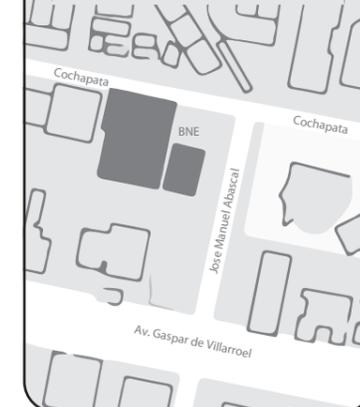 Cochapata
BNE
Cochapata
Jose Manuel Abascal
Av. Gaspar de Villarroel